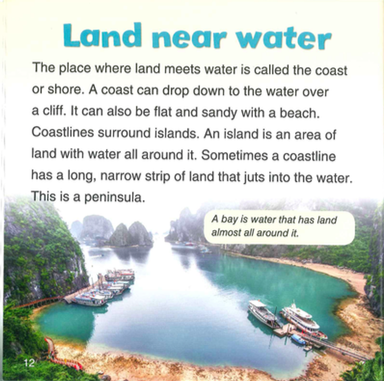 Land near water
The place where land meets water is called the coast
or shore. A coast can drop down to the water over
a cliff. It can also be flat and sandy with a beach.
Coastlines surround islands. An island is an area of
land with water all around it. Sometimes a coastline
has a long, narrow strip of land that juts into the water.
This is a peninsula.
A bay is water that has land
almost all around it.
12